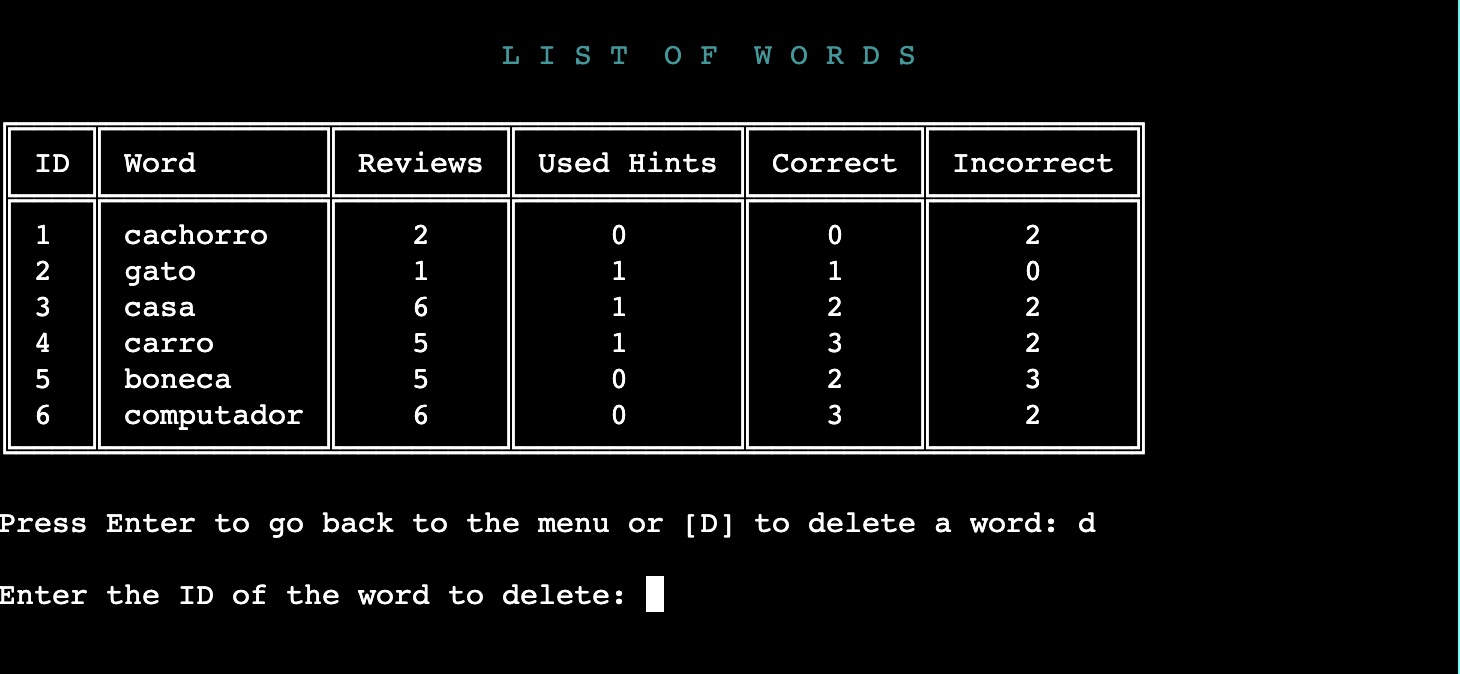 L I S T  O F  W O R D S
ID Word Reviews Used Hints Correct Incorrect
1 cachorro 2 0 0 2
2 gato 1 1 1 0
3 casa 6 1 2 2
4 carro 5 1 3 2
5 boneca 5 0 2 3
6 computador 6 0 3 2
Press Enter to go back to the menu or [D] to delete a word: d
Enter the ID of the word to delete: